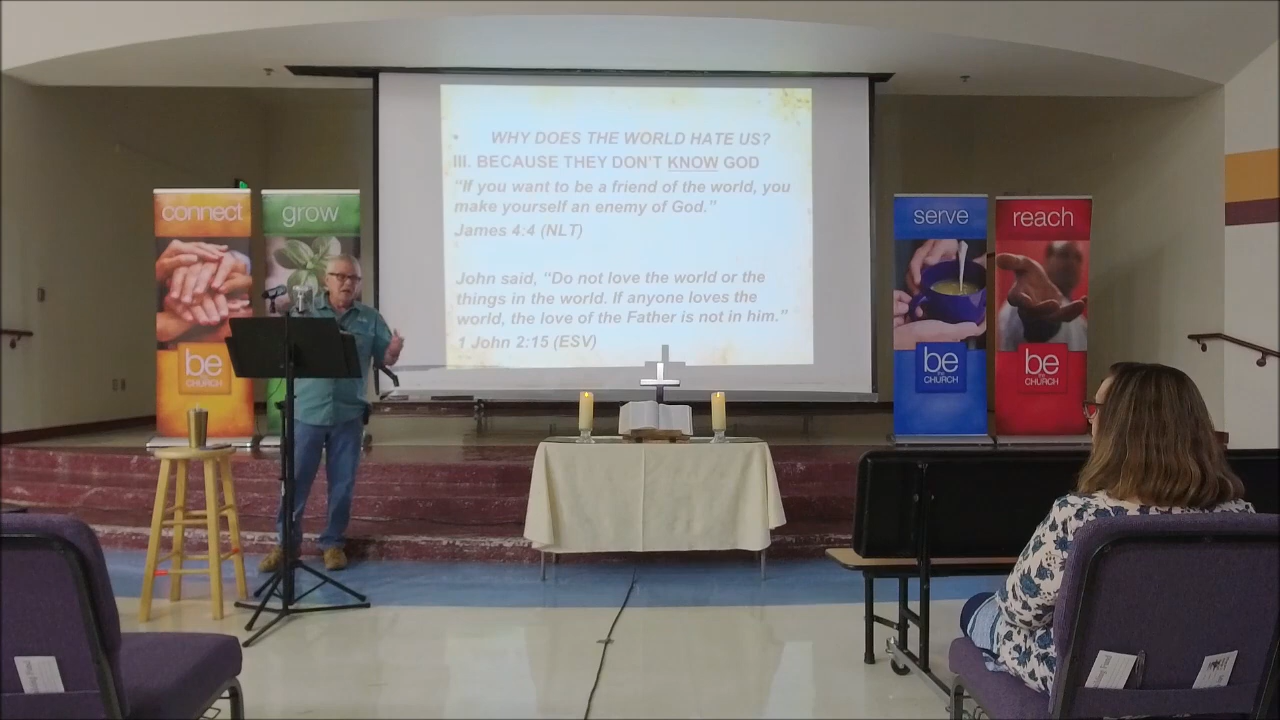 WHY DOES THE WORLD HATE US?
III. BECAUSE THEY DON'T KNOW GOD
"If you want to be a friend of the world, you
make yourself an enemy of God."
James 4:4 (NLT)
John said, "Do not love the world or the
things in the world. If anyone loves the
world, the love of the Father is not in him."
1 John 2:15 (ESV)
connect
grow
serve
reach
be
CHURCH
be
the
CHURCH
be
the
CHURCH